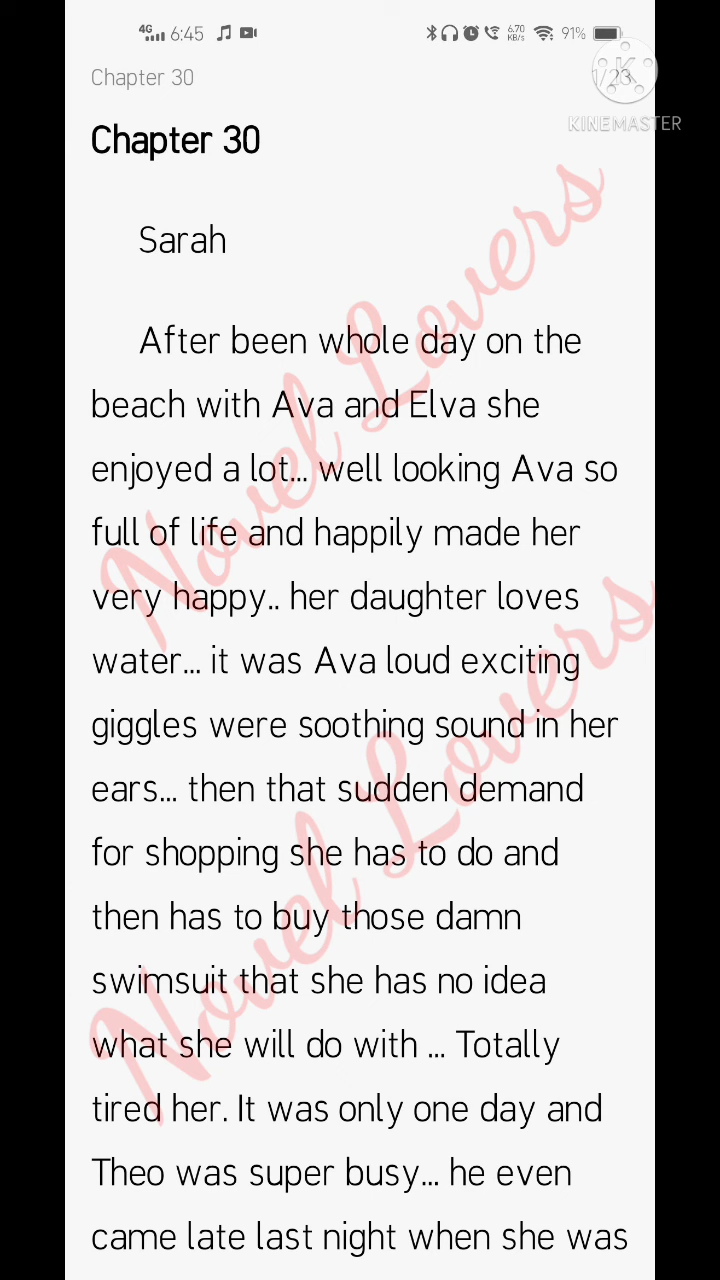 4G 6:45 6.70 KB/s 91%
Chapter 30 1/23
KINEMASTER
Chapter 30
Sarah
After been whole day on the
beach with Ava and Elva she
enjoyed a lot... well looking Ava so
full of life and happily made her
very happy.. her daughter loves
water... it was Ava loud exciting
giggles were soothing sound in her
ears... then that sudden demand
for shopping she has to do and
then has to buy those damn
swimsuit that she has no idea
what she will do with ... Totally
tired her. It was only one day and
Theo was super busy... he even
came late last night when she was
Novel Lovers
Novel Lovers